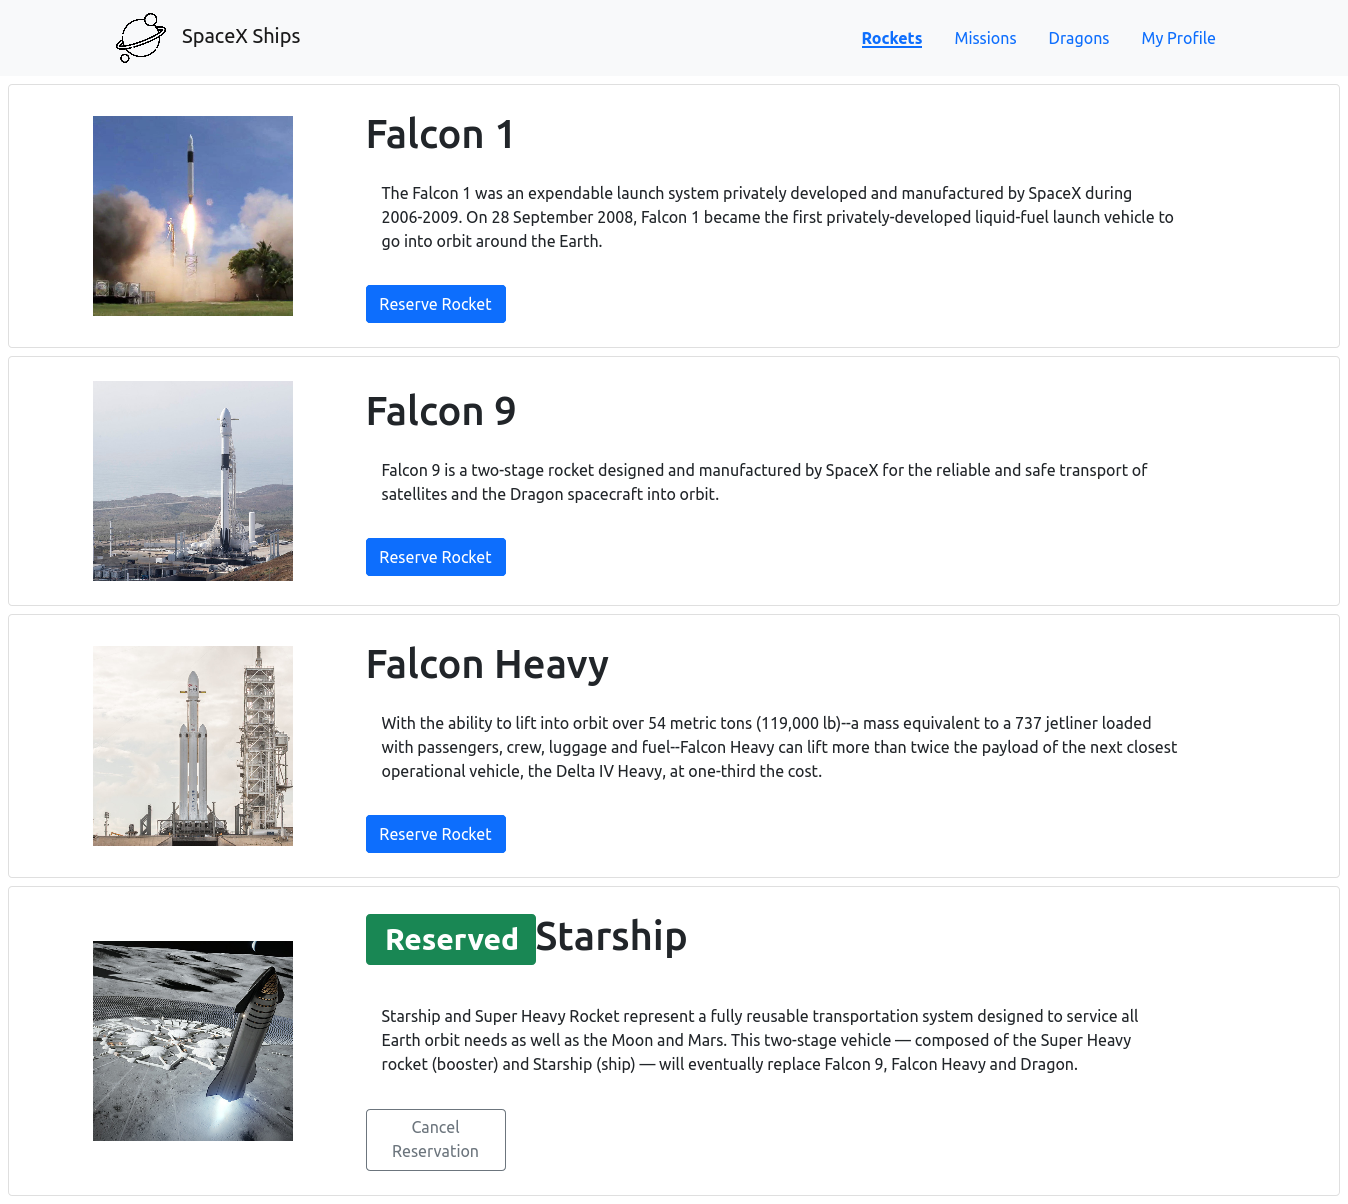 SpaceX Ships
Rockets Missions Dragons My Profile
Falcon 1
The Falcon 1 was an expendable launch system privately developed and manufactured by SpaceX during
2006-2009. On 28 September 2008, Falcon 1 became the first privately-developed liquid-fuel launch vehicle to
go into orbit around the Earth.
Reserve Rocket
Falcon 9
Falcon 9 is a two-stage rocket designed and manufactured by SpaceX for the reliable and safe transport of
satellites and the Dragon spacecraft into orbit.
Reserve Rocket
Falcon Heavy
With the ability to lift into orbit over 54 metric tons (119,000 lb)--a mass equivalent to a 737 jetliner loaded
with passengers, crew, luggage and fuel--Falcon Heavy can lift more than twice the payload of the next closest
operational vehicle, the Delta IV Heavy, at one-third the cost.
Reserve Rocket
Reserved Starship
Starship and Super Heavy Rocket represent a fully reusable transportation system designed to service all
Earth orbit needs as well as the Moon and Mars. This two-stage vehicle — composed of the Super Heavy
rocket (booster) and Starship (ship) — will eventually replace Falcon 9, Falcon Heavy and Dragon.
Cancel
Reservation